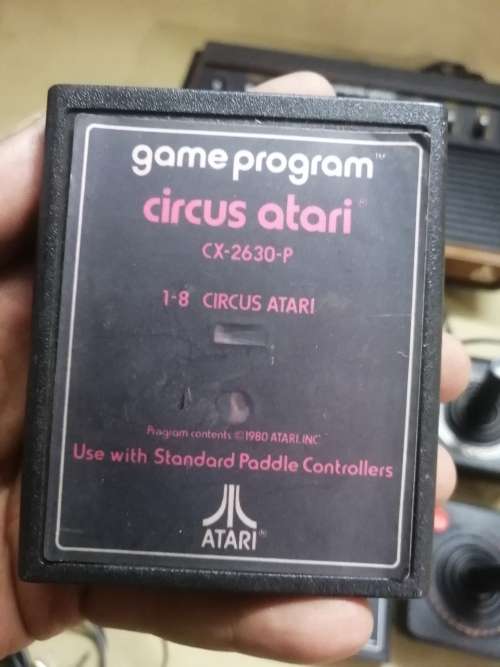 game program™
circus atari®
CX-2630-P
1-8 CIRCUS ATARI
Program contents ©1980 ATARI, INC
Use with Standard Paddle Controllers
ATARI®